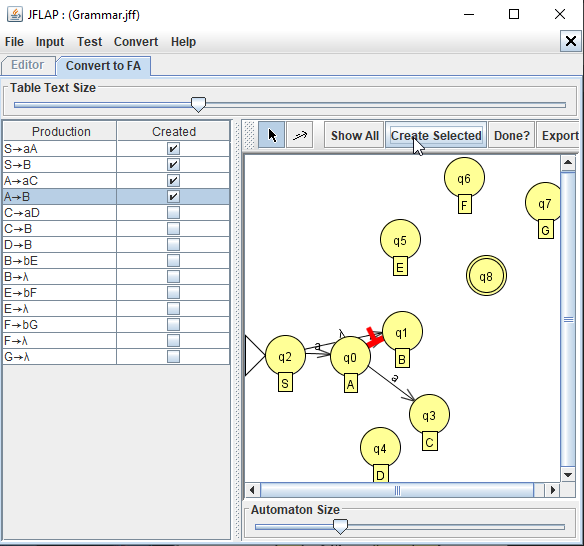 JFLAP : (Grammar.jff)
File Input Test Convert Help
Editor Convert to FA
Table Text Size
Production Created
S→aA
S→B
A→aC
A→B
C→aD
C→B
D→B
B→bE
B→λ
E→bF
E→λ
F→bG
F→λ
G→λ
Show All Create Selected Done? Export
q6
F
q7
G
q5
E
q8
λ
q1
B
a
q2
S
q0
A
a
q3
C
q4
D
Automaton Size